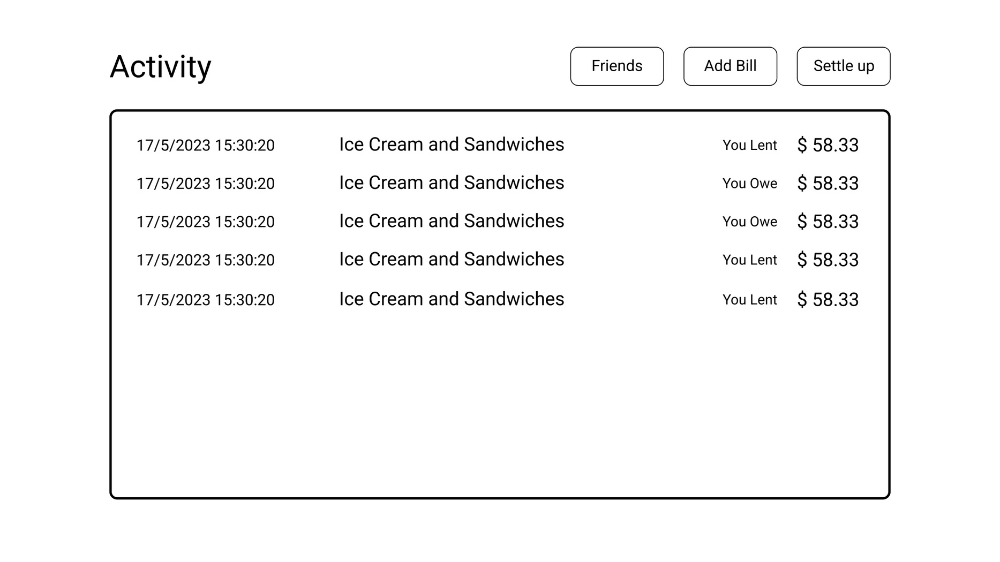 Activity Friends Add Bill Settle up
17/5/2023 15:30:20 Ice Cream and Sandwiches You Lent $ 58.33
17/5/2023 15:30:20 Ice Cream and Sandwiches You Owe $ 58.33
17/5/2023 15:30:20 Ice Cream and Sandwiches You Owe $ 58.33
17/5/2023 15:30:20 Ice Cream and Sandwiches You Lent $ 58.33
17/5/2023 15:30:20 Ice Cream and Sandwiches You Lent $ 58.33